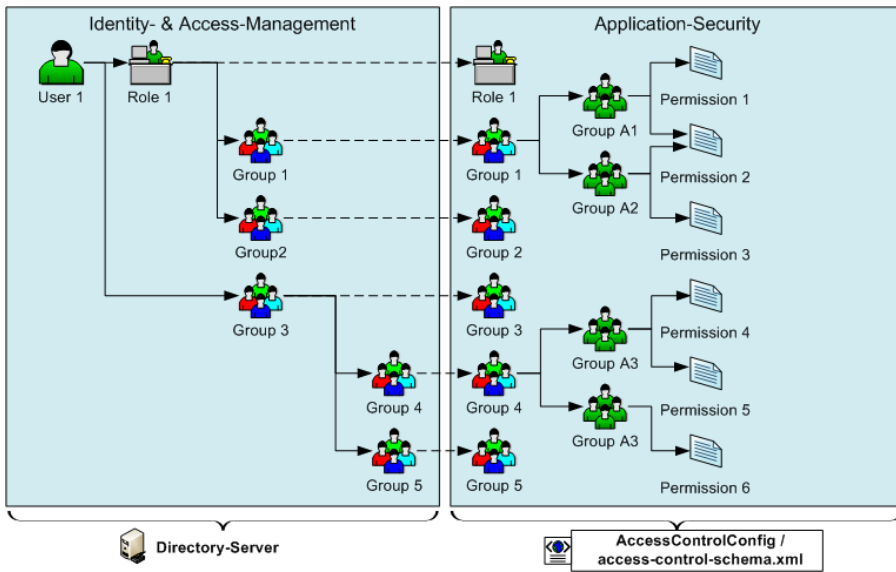 Identity- & Access-Management
Application-Security
User 1
Role 1
Role 1
Permission 1
Group A1
Group 1
Group 1
Permission 2
Group A2
Group2
Group 2
Permission 3
Group 3
Group 3
Permission 4
Group A3
Group 4
Group 4
Permission 5
Group A3
Group 5
Group 5
Permission 6
Directory-Server
AccessControlConfig /
access-control-schema.xml